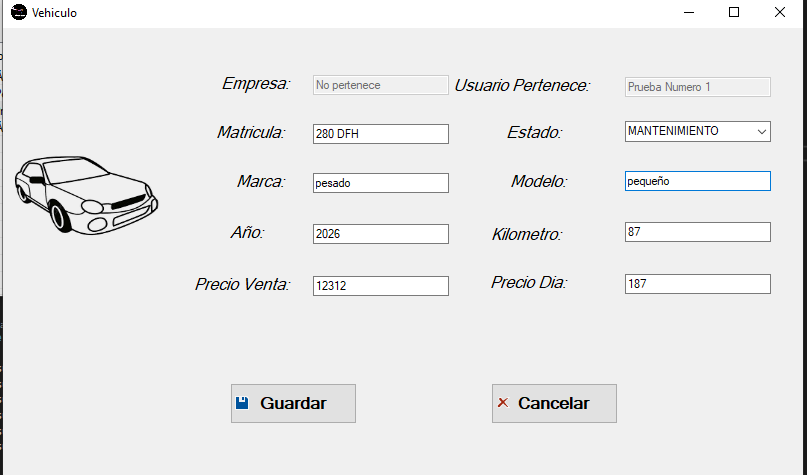 Vehiculo
Empresa: No pertenece Usuario Pertenece: Prueba Numero 1
Matricula: 280 DFH Estado: MANTENIMIENTO
Marca: pesado Modelo: pequeño
Año: 2026 Kilometro: 87
Precio Venta: 12312 Precio Dia: 187
Guardar Cancelar